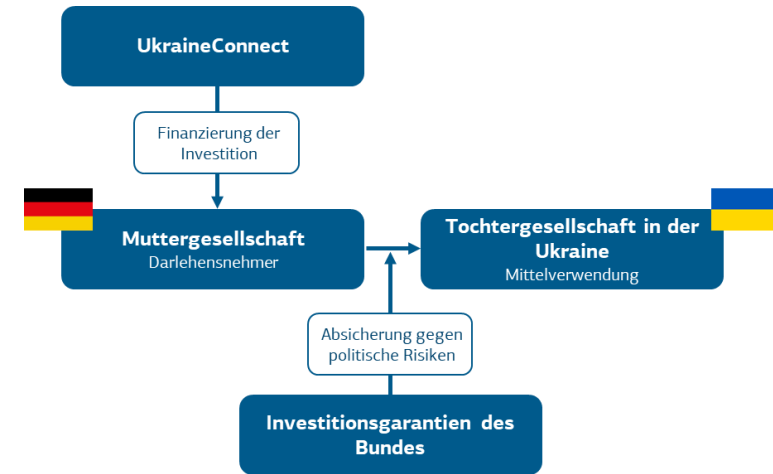 UkraineConnect
Finanzierung der
Investition
Muttergesellschaft
Darlehensnehmer
Tochtergesellschaft in der
Ukraine
Mittelverwendung
Absicherung gegen
politische Risiken
Investitionsgarantien des
Bundes